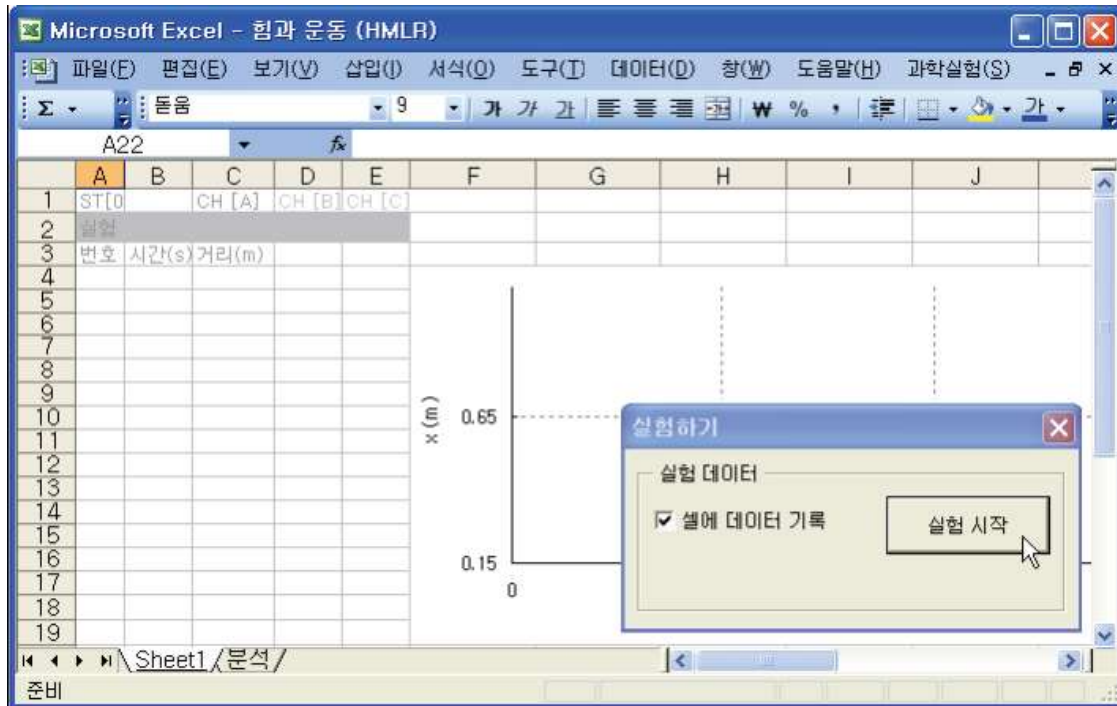 Microsoft Excel - 힘과 운동 (HMLR)
파일(F) 편집(E) 보기(V) 삽입(I) 서식(O) 도구(T) 데이터(D) 창(W) 도움말(H) 과학실험(S)
Σ 돋움 9 가 가 가 ₩ % , 가
A22 fx
A B C D E F G H I J
1 ST[0 CH [A] CH [B] CH [C]
2 실험
3 번호 시간(s) 거리(m)
4
5
6
7
8
9
10
11
12
13
14
15
16
17
18
19
x (m)
0.65
0.15
0
실험하기
실험 데이터
셀에 데이터 기록
실험 시작
Sheet1 분석
준비